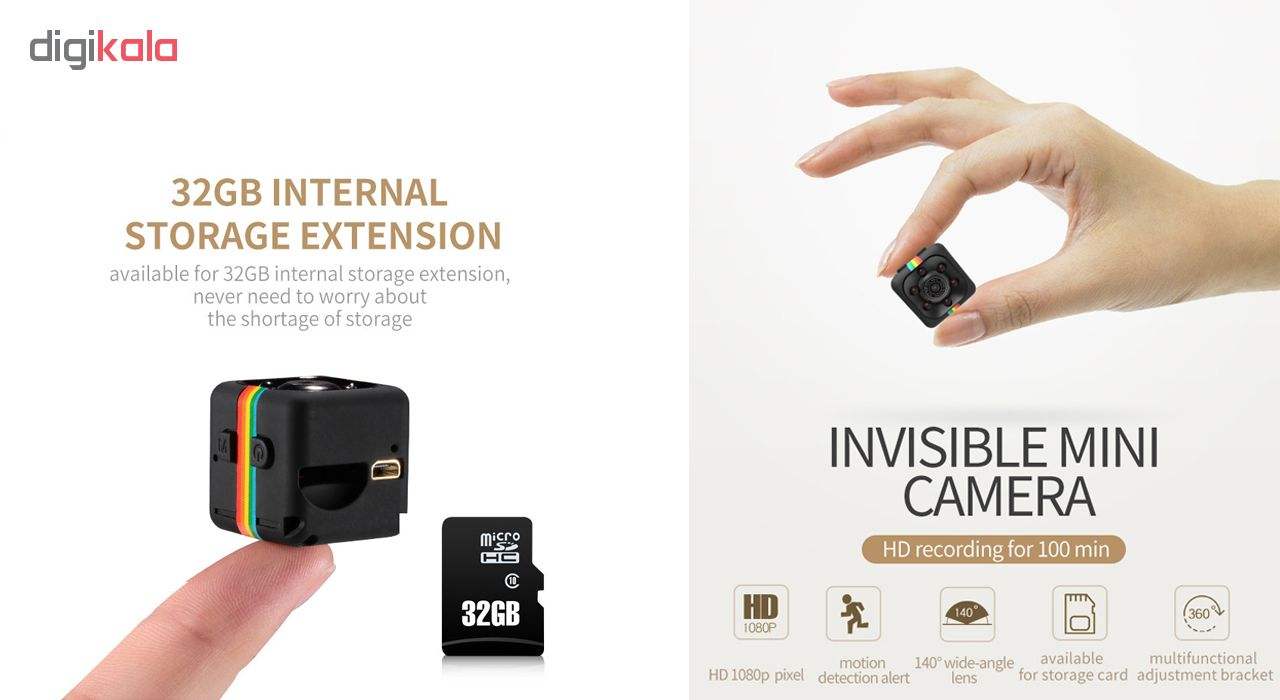 digikala
32GB INTERNAL
STORAGE EXTENSION
available for 32GB internal storage extension,
never need to worry about
the shortage of storage
M
micro
SD
HC
10
32GB
INVISIBLE MINI
CAMERA
HD recording for 100 min
HD
1080P
HD 1080p pixel
motion
detection alert
140°
140° wide-angle
lens
available
for storage card
360°
multifunctional
adjustment bracket